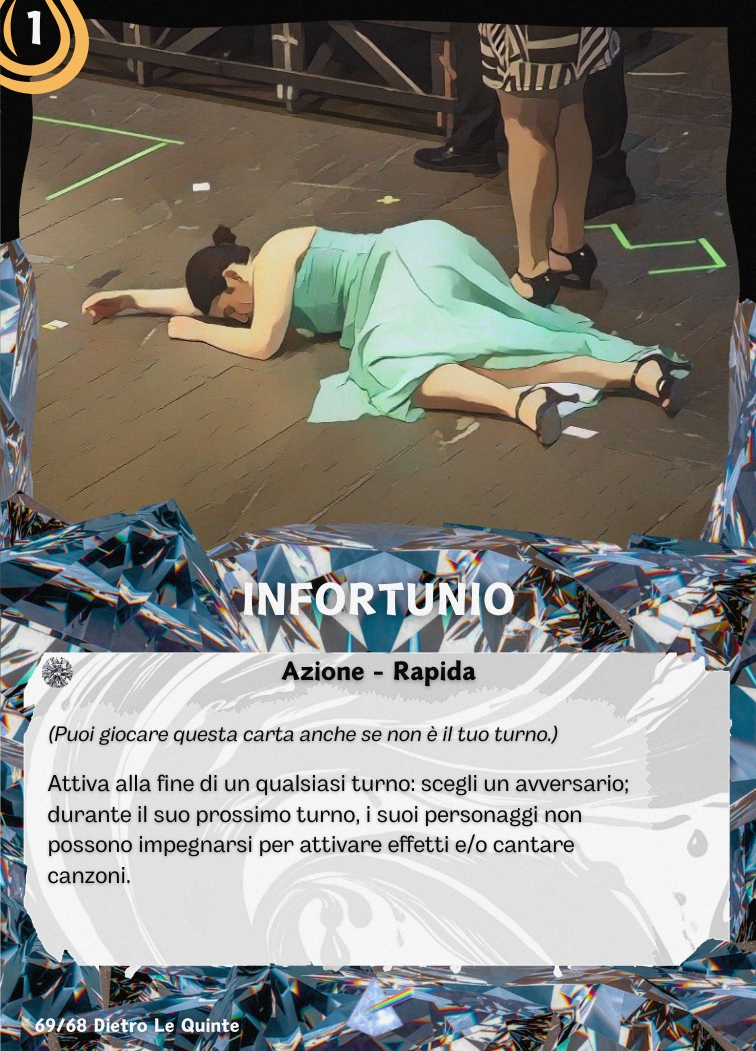 1
INFORTUNIO
Azione - Rapida
(Puoi giocare questa carta anche se non è il tuo turno.)
Attiva alla fine di un qualsiasi turno: scegli un avversario;
durante il suo prossimo turno, i suoi personaggi non
possono impegnarsi per attivare effetti e/o cantare
canzoni.
69/68 Dietro Le Quinte